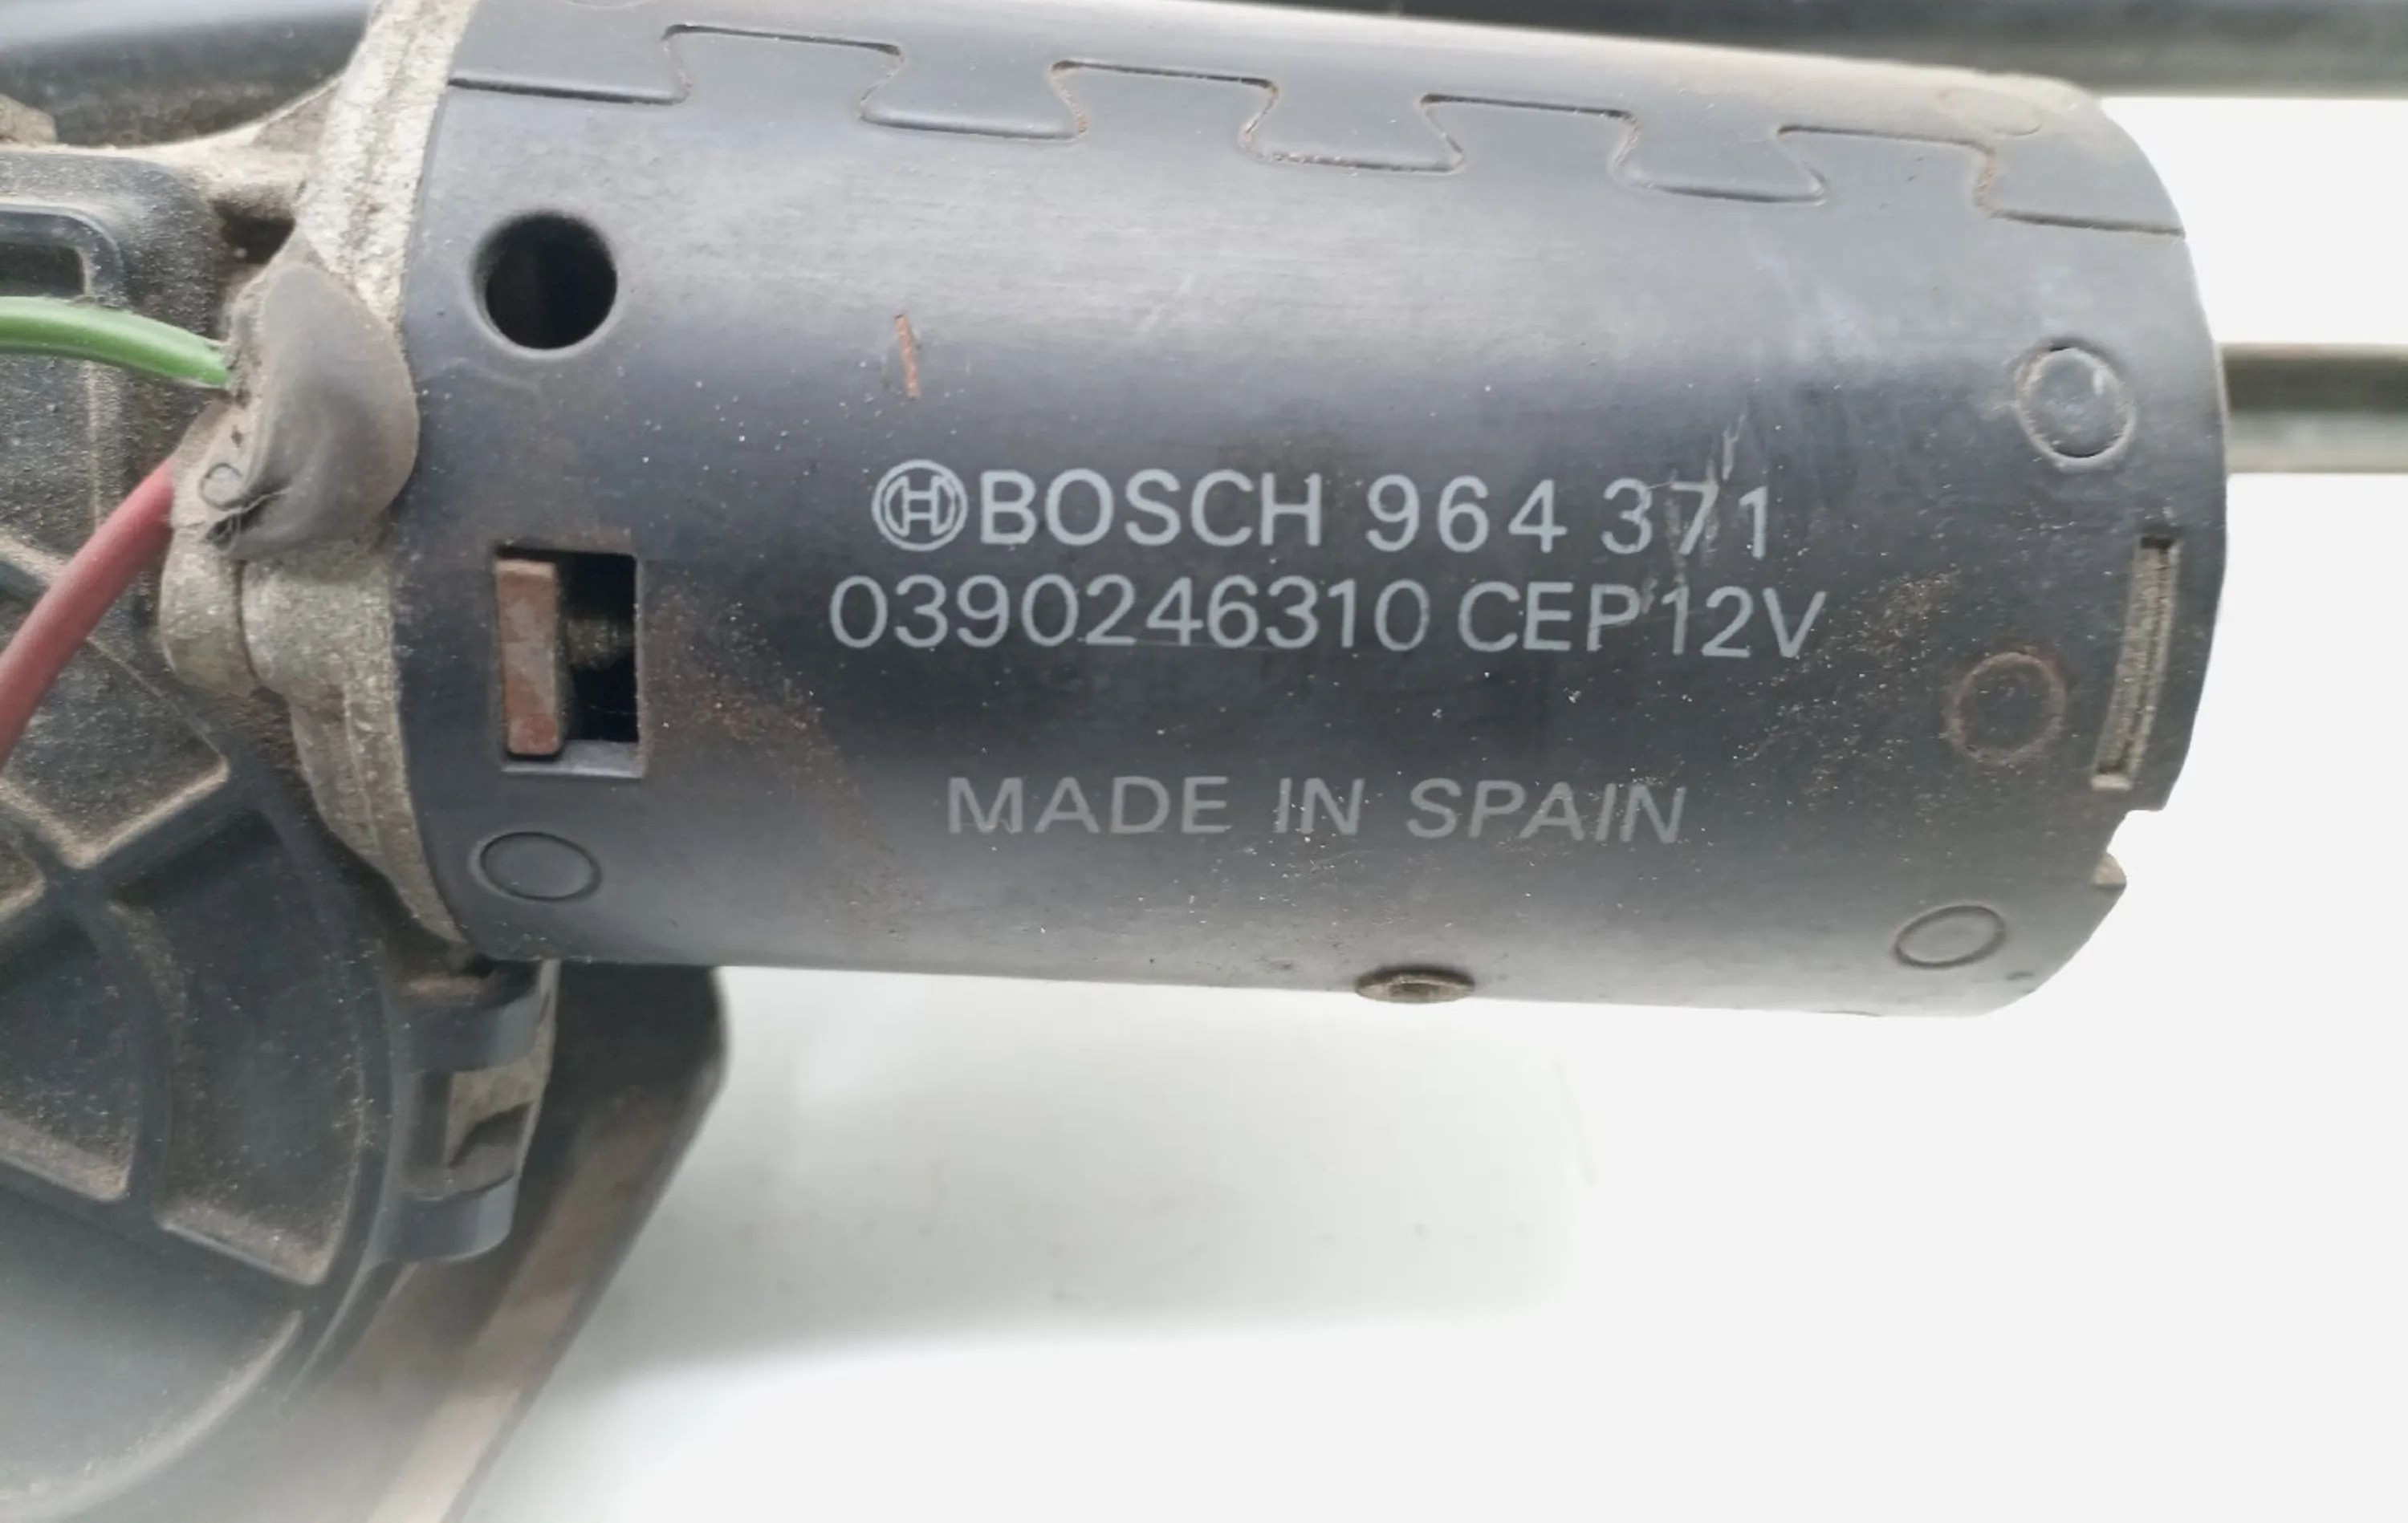 BOSCH 964 371
0390246310 CEP 12V
MADE IN SPAIN